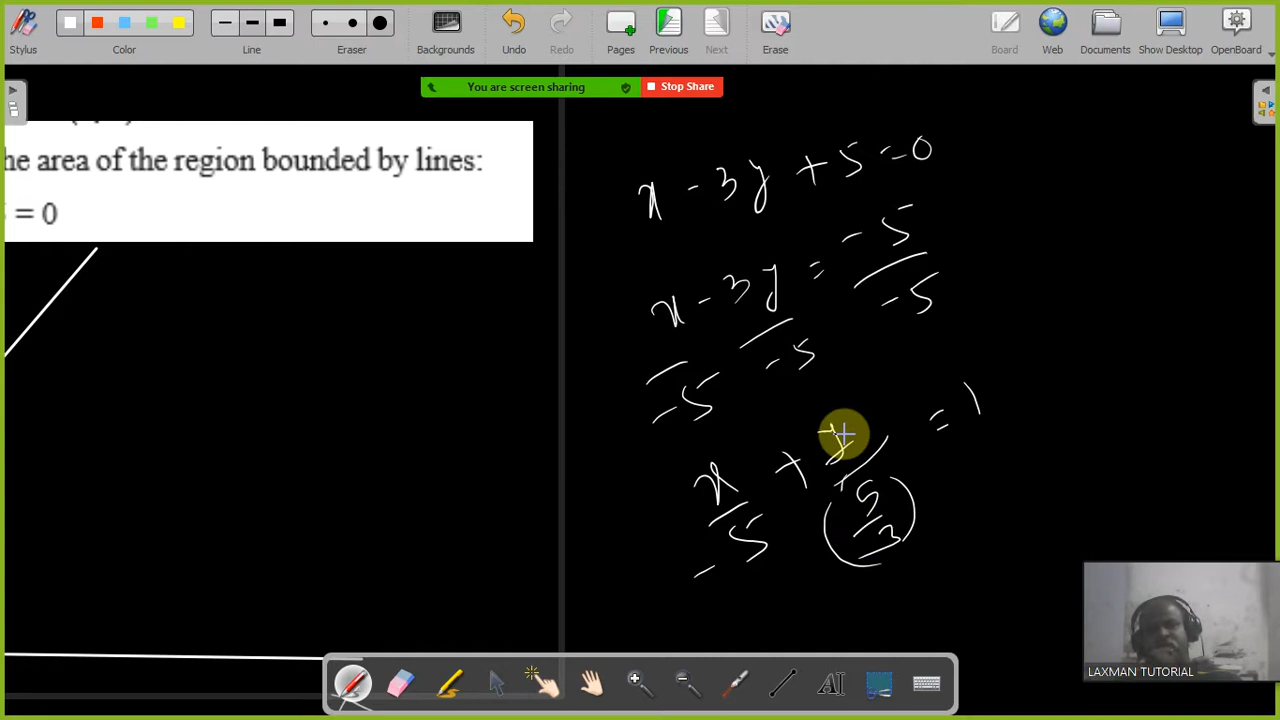 Stylus Color Line Eraser Backgrounds Undo Redo Pages Previous Next Erase Board Web Documents Show Desktop OpenBoard
You are screen sharing Stop Share
he area of the region bounded by lines:
= 0
x - 3y + 5 = 0
x - 3y = -5
-5 -5 -5
x + y = 1
-5 (5/3)
AI
LAXMAN TUTORIAL